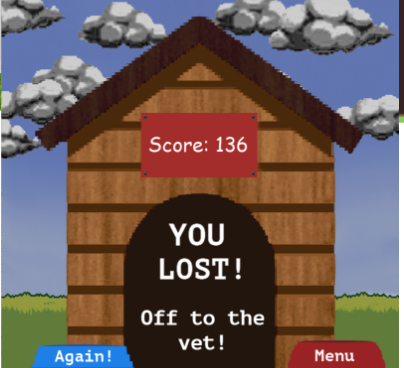 Score: 136
YOU
LOST!
Off to the
vet!
Again!
Menu